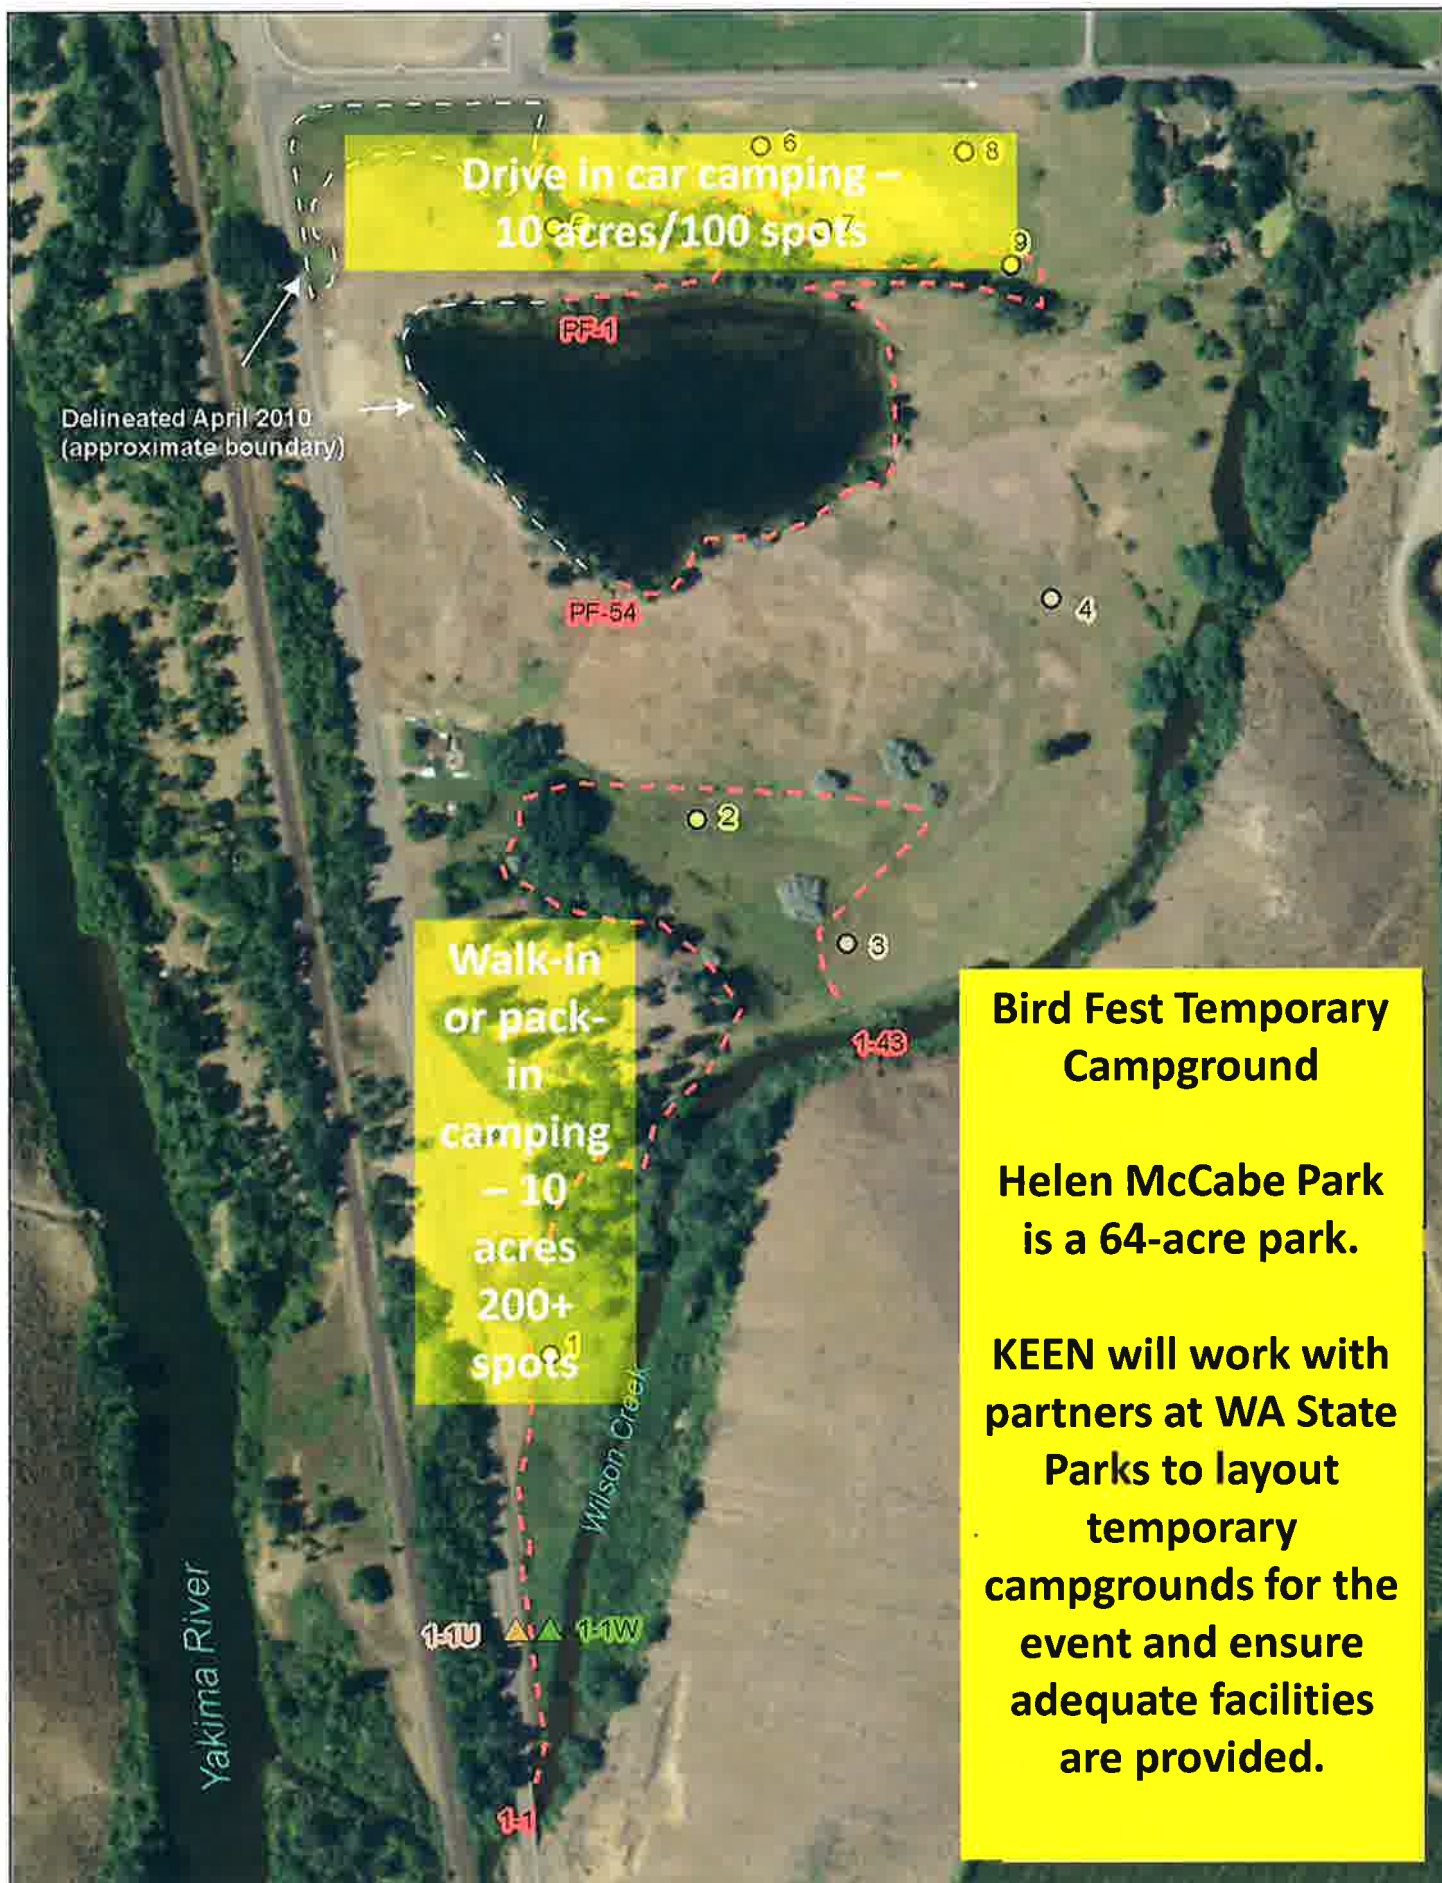 6
8
Drive in car camping –
5
7
10 acres/100 spots
9
PF-1
Delineated April 2010
(approximate boundary)
4
PF-54
2
3
Walk-in
or pack-
in
camping
– 10
acres
200+
spots
1
1-43
Bird Fest Temporary
Campground
Helen McCabe Park
is a 64-acre park.
KEEN will work with
partners at WA State
Parks to layout
temporary
campgrounds for the
event and ensure
adequate facilities
are provided.
Wilson Creek
Yakima River
1-1U
1-1W
1-1